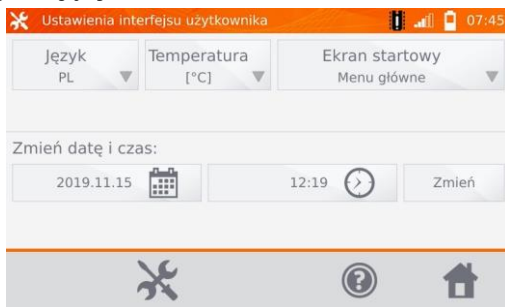 Ustawienia interfejsu użytkownika 07:45
Język Temperatura Ekran startowy
PL [°C] Menu główne
Zmień datę i czas:
2019.11.15 12:19 Zmień